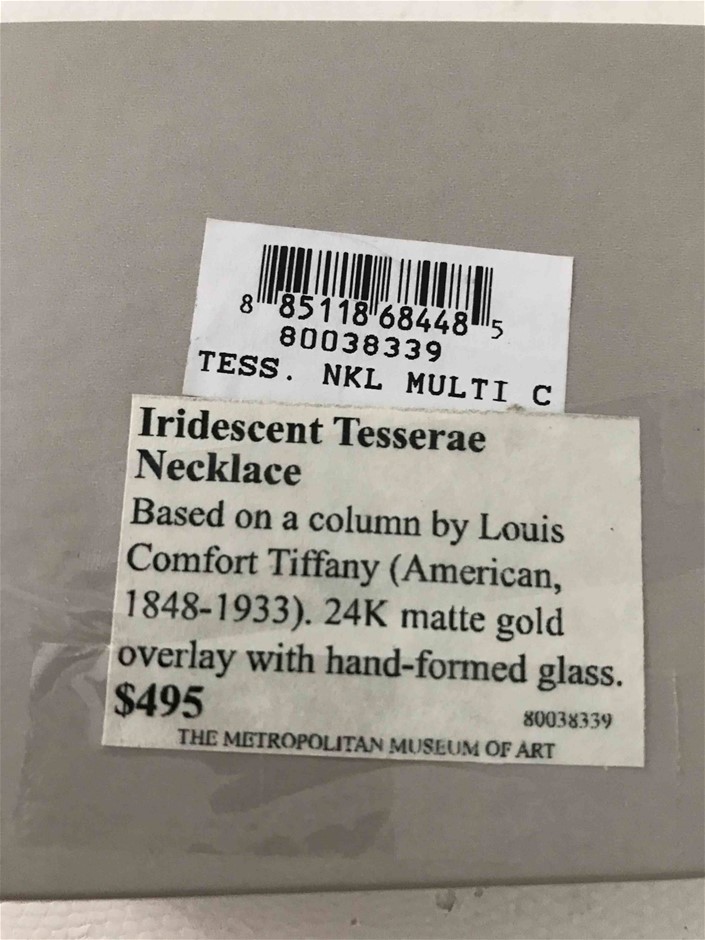 8 85118 68448 5
80038339
TESS. NKL MULTI C
Iridescent Tesserae
Necklace
Based on a column by Louis
Comfort Tiffany (American,
1848-1933). 24K matte gold
overlay with hand-formed glass.
$495 80038339
THE METROPOLITAN MUSEUM OF ART